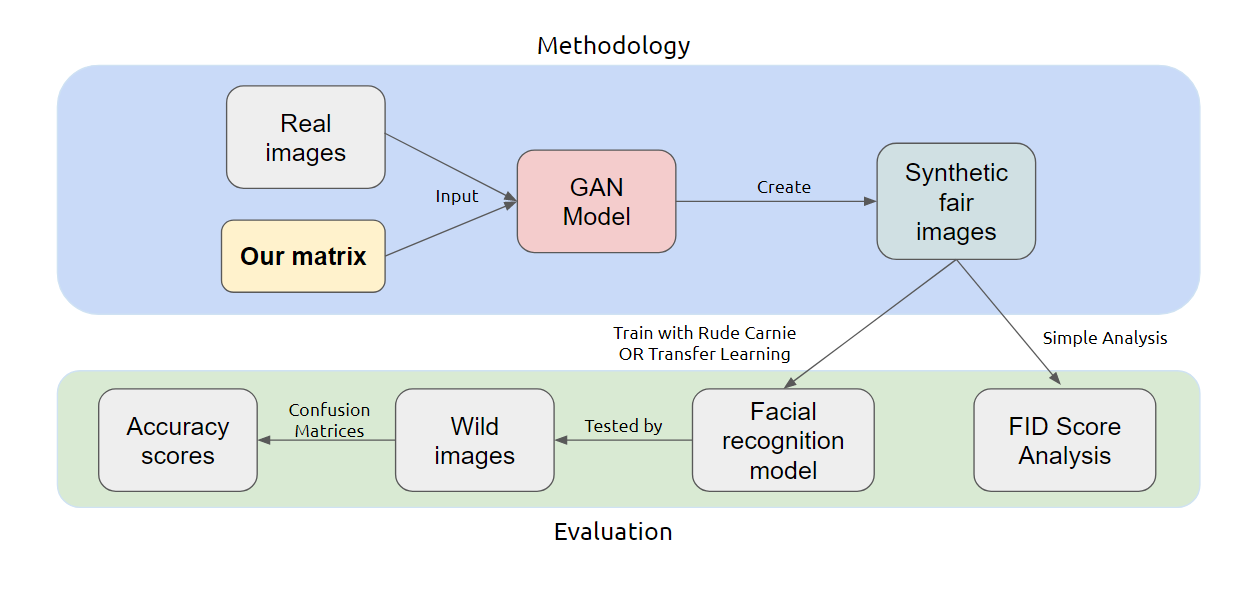 Methodology
Real
images
Our matrix
Input
GAN
Model
Create
Synthetic
fair
images
Train with Rude Carnie
OR Transfer Learning
Simple Analysis
Accuracy
scores
Confusion
Matrices
Wild
images
Tested by
Facial
recognition
model
FID Score
Analysis
Evaluation